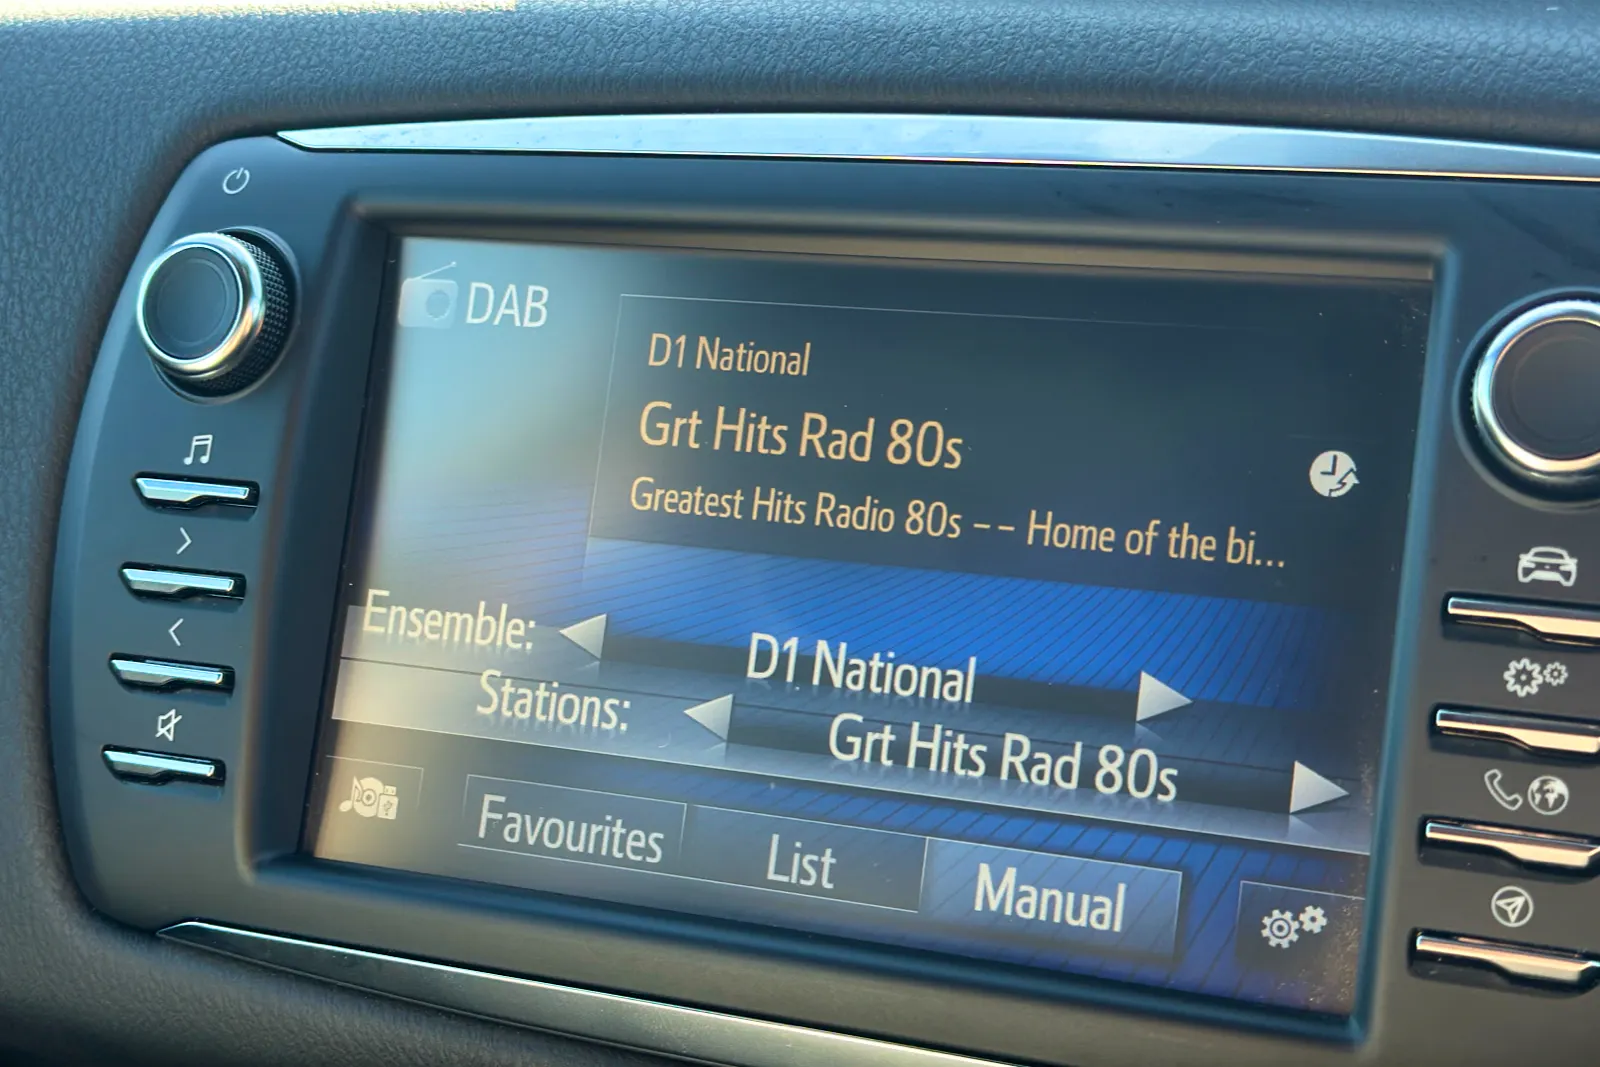 DAB
D1 National
Grt Hits Rad 80s
Greatest Hits Radio 80s -- Home of the bi...
Ensemble: D1 National
Stations: Grt Hits Rad 80s
Favourites List Manual